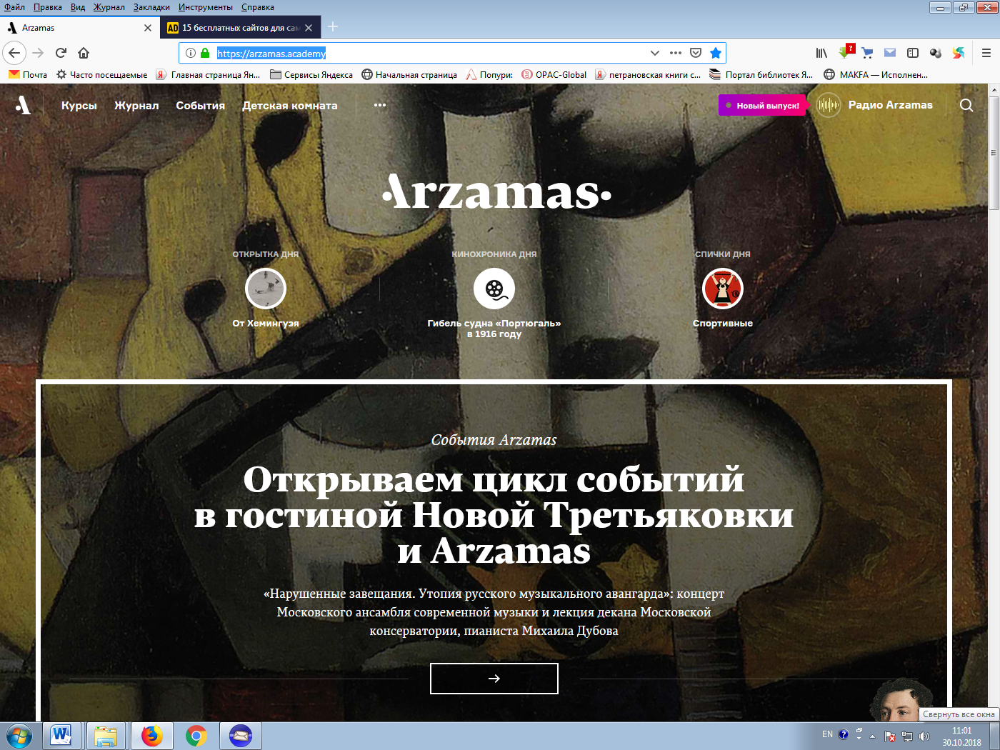 Файл Правка Вид Журнал Закладки Инструменты Справка
Arzamas
AD 15 бесплатных сайтов для сам
https://arzamas.academy
?
Почта Часто посещаемые Главная страница Ян... Сервисы Яндекса Начальная страница Попури: OPAC-Global петрановская книги с... Портал библиотек Я... MAKFA — Исполнен...
Курсы Журнал События Детская комната ••• Новый выпуск! Радио Arzamas
Arzamas
ОТКРЫТКА ДНЯ КИНОХРОНИКА ДНЯ СПИЧКИ ДНЯ
От Хемингуэя Гибель судна «Портюгаль» Спортивные
в 1916 году
События Arzamas
Открываем цикл событий
в гостиной Новой Третьяковки
и Arzamas
«Нарушенные завещания. Утопия русского музыкального авангарда»: концерт
Московского ансамбля современной музыки и лекция декана Московской
консерватории, пианиста Михаила Дубова
→
Свернуть все окна
EN 11:01
30.10.2018